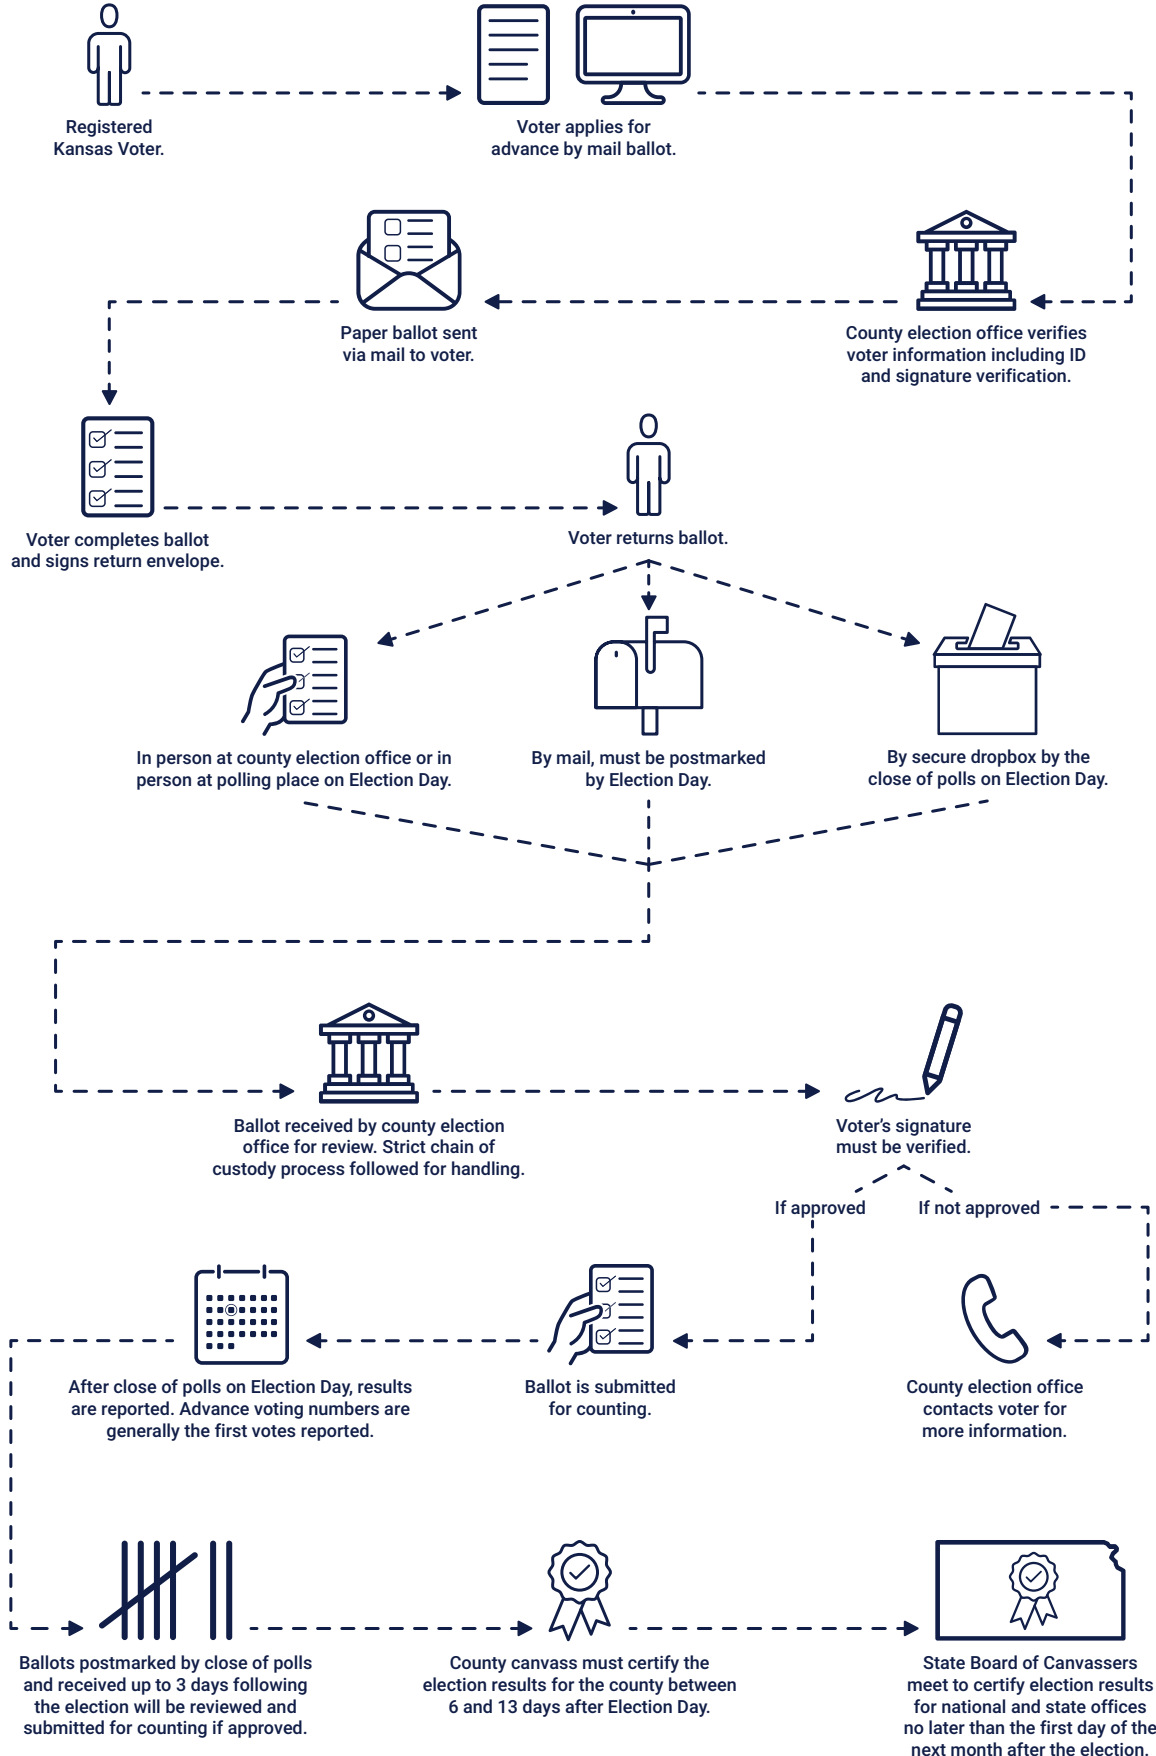 Registered
Kansas Voter.
Voter applies for
advance by mail ballot.
County election office verifies
voter information including ID
and signature verification.
Paper ballot sent
via mail to voter.
Voter completes ballot
and signs return envelope.
Voter returns ballot.
In person at county election office or in
person at polling place on Election Day.
By mail, must be postmarked
by Election Day.
By secure dropbox by the
close of polls on Election Day.
Ballot received by county election
office for review. Strict chain of
custody process followed for handling.
Voter’s signature
must be verified.
If approved
If not approved
County election office
contacts voter for
more information.
Ballot is submitted
for counting.
After close of polls on Election Day, results
are reported. Advance voting numbers are
generally the first votes reported.
Ballots postmarked by close of polls
and received up to 3 days following
the election will be reviewed and
submitted for counting if approved.
County canvass must certify the
election results for the county between
6 and 13 days after Election Day.
State Board of Canvassers
meet to certify election results
for national and state offices
no later than the first day of the
next month after the election.